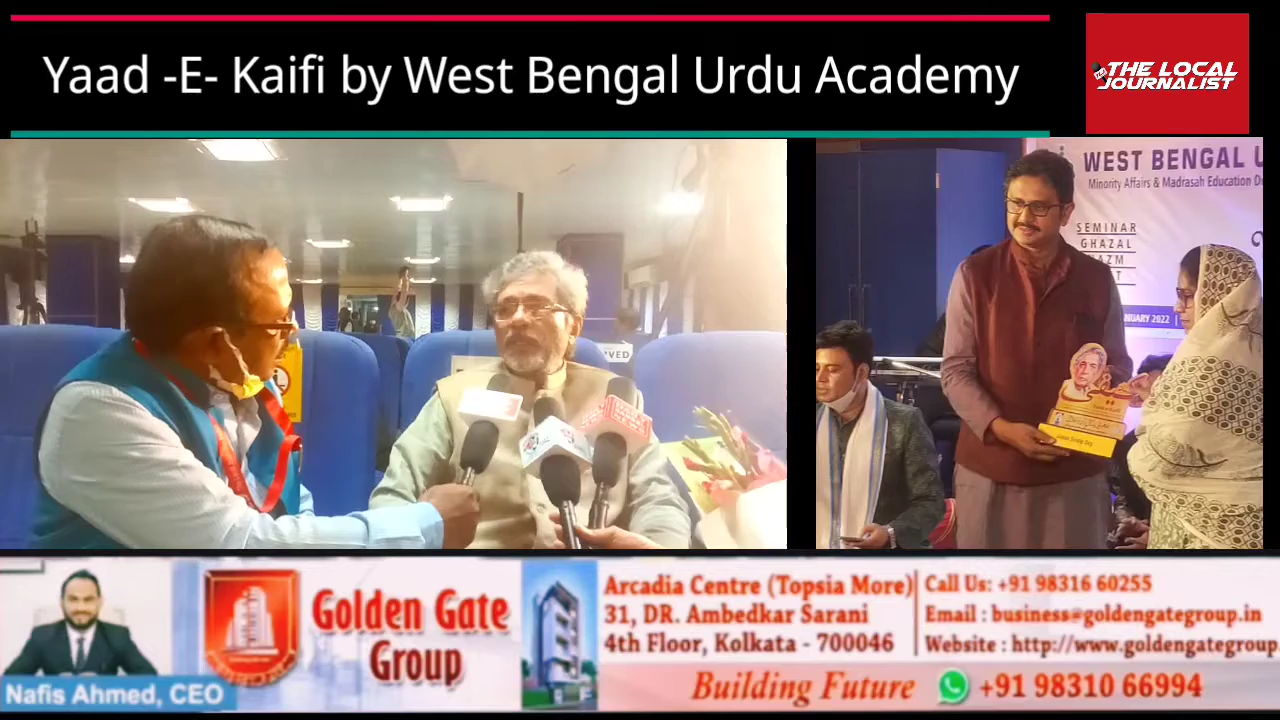 Yaad -E- Kaifi by West Bengal Urdu Academy
THE LOCAL
JOURNALIST
RVED
WEST BENGAL U
Minority Affairs & Madrasah Education D
SEMINAR
GHAZAL
AZM
T
NUARY 2022
Nafis Ahmed, CEO
Golden Gate
Group
Arcadia Centre (Topsia More)
31, DR. Ambedkar Sarani
4th Floor, Kolkata - 700046
Call Us: +91 98316 60255
Email : business@goldengategroup.in
Website : http://www.goldengategroup.
Building Future
+91 98310 66994